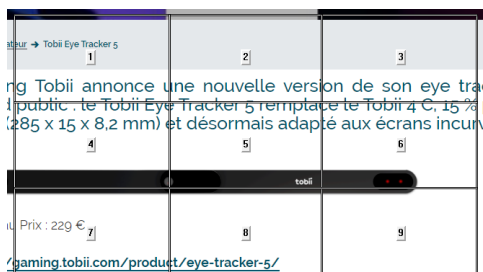 ateur → Tobii Eye Tracker 5
1 2 3
ng Tobii annonce une nouvelle version de son eye tra
d public : le Tobii Eye Tracker 5 remplace le Tobii 4 C, 15 %
(285 x 15 x 8,2 mm) et désormais adapté aux écrans incurv
4 5 6
tobii
u Prix : 229 €
7 8 9
/gaming.tobii.com/product/eye-tracker-5/